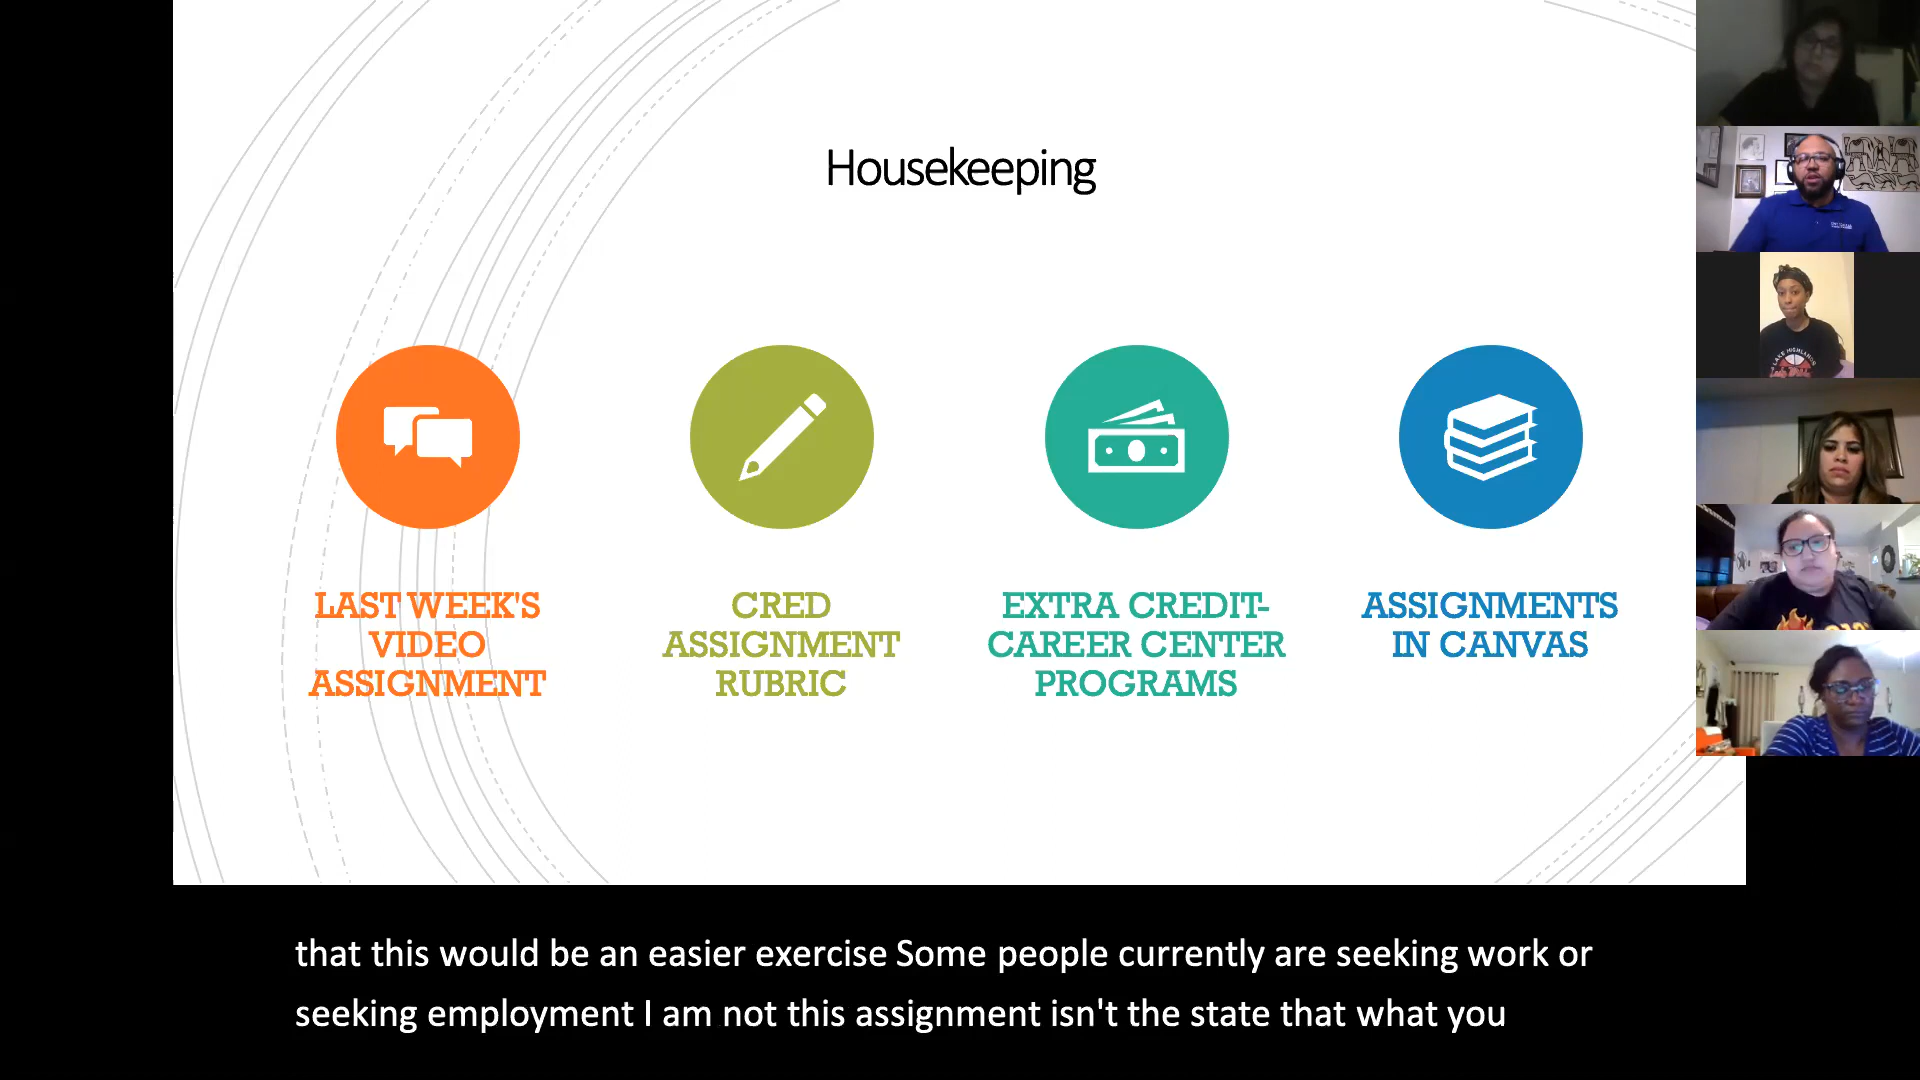 Housekeeping
LAST WEEK'S
VIDEO
ASSIGNMENT
CRED
ASSIGNMENT
RUBRIC
EXTRA CREDIT-
CAREER CENTER
PROGRAMS
ASSIGNMENTS
IN CANVAS
LAKE HIGHLANDS
that this would be an easier exercise Some people currently are seeking work or
seeking employment I am not this assignment isn't the state that what you